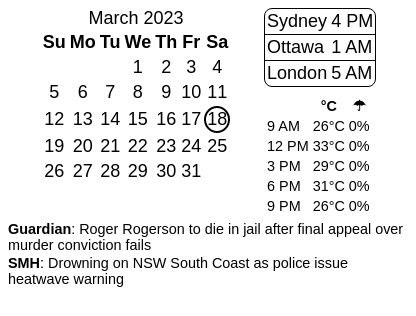 March 2023
Su Mo Tu We Th Fr Sa
1 2 3 4
5 6 7 8 9 10 11
12 13 14 15 16 17 18
19 20 21 22 23 24 25
26 27 28 29 30 31
Sydney 4 PM
Ottawa 1 AM
London 5 AM
°C ☂
9 AM 26°C 0%
12 PM 33°C 0%
3 PM 29°C 0%
6 PM 31°C 0%
9 PM 26°C 0%
Guardian: Roger Rogerson to die in jail after final appeal over
murder conviction fails
SMH: Drowning on NSW South Coast as police issue
heatwave warning